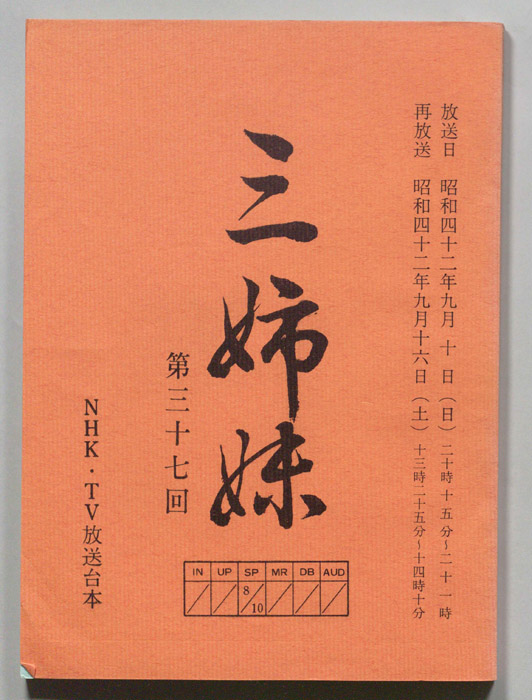 放送日 昭和四十二年九月 十 日（日）二十時 十 五 分～二 十 一 時
再放送 昭和四十二年九月十六日（土）十三時二十五分～十四時十分
三姉妹
第三十七回
NHK・TV放送台本
IN UP SP MR DB AUD
8/10